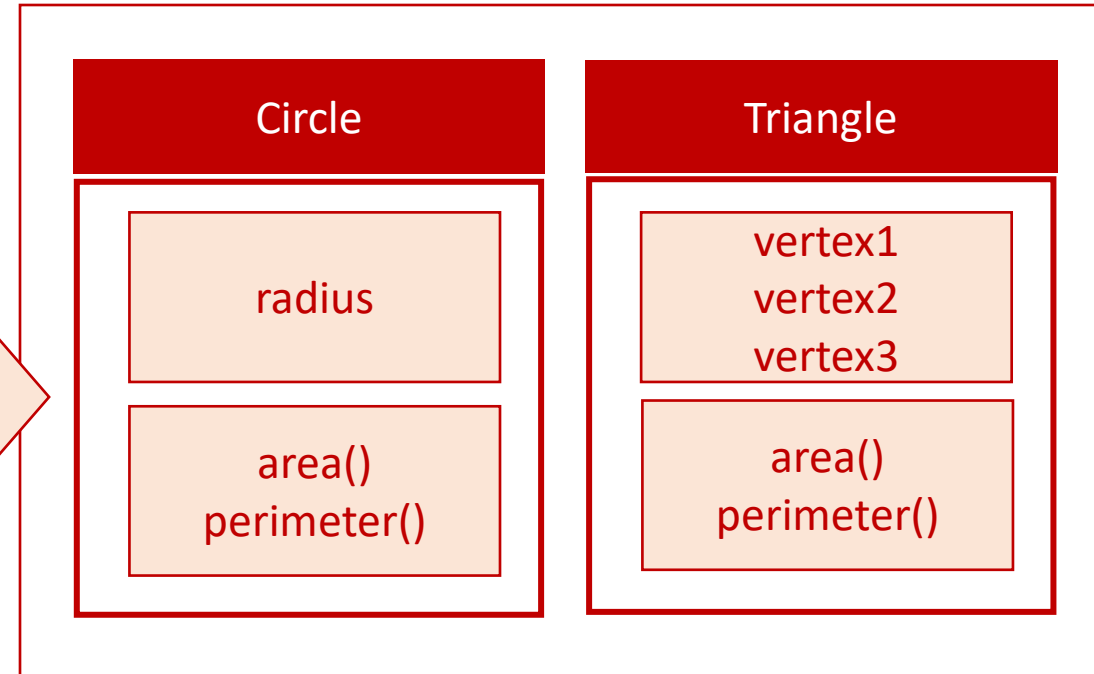 Circle
radius
area()
perimeter()
Triangle
vertex1
vertex2
vertex3
area()
perimeter()